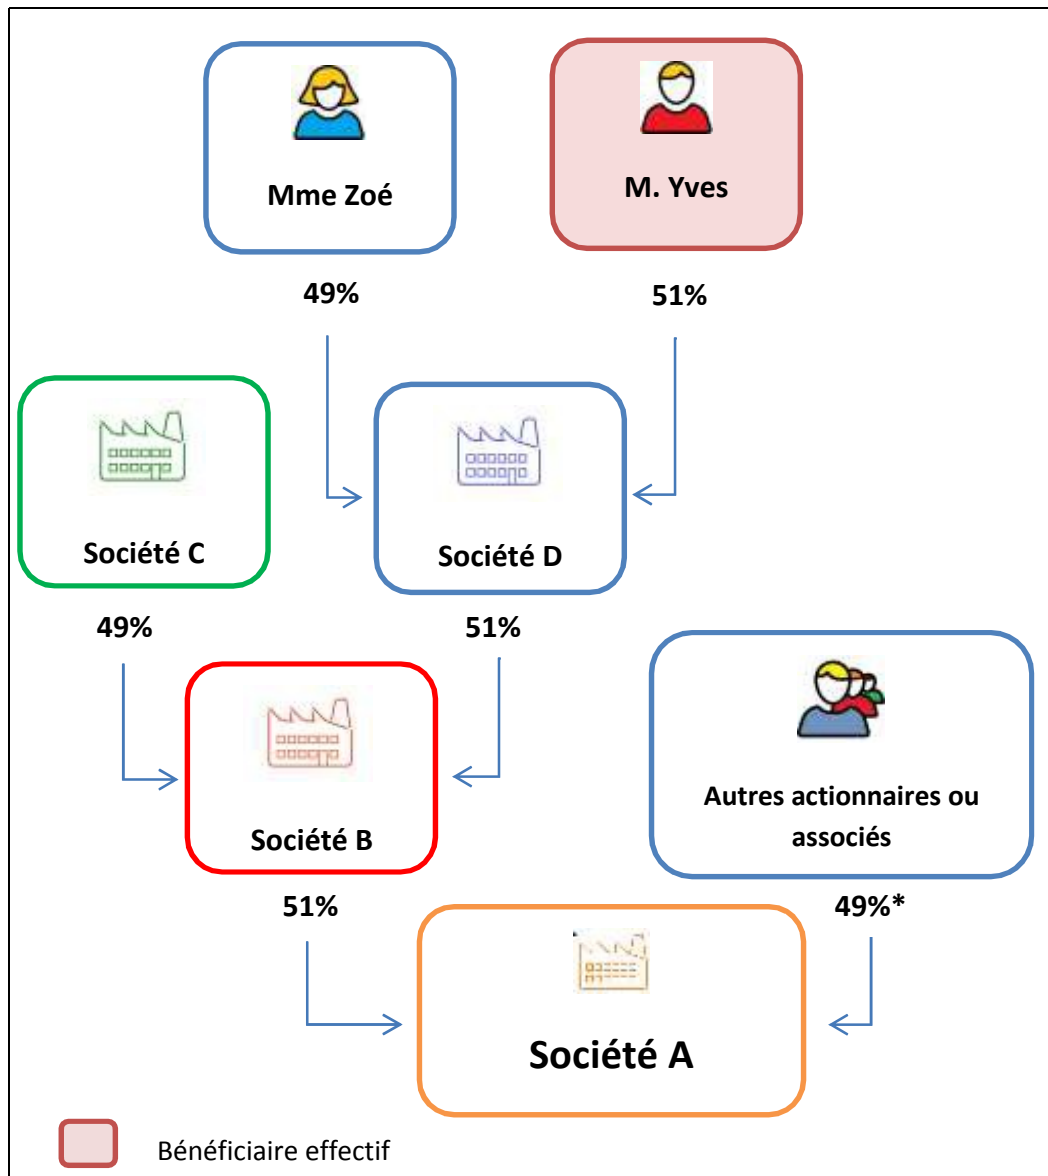 Mme Zoé
M. Yves
49%
51%
Société C
Société D
49%
51%
Autres actionnaires ou
associés
Société B
51%
49%*
Société A
Bénéficiaire effectif